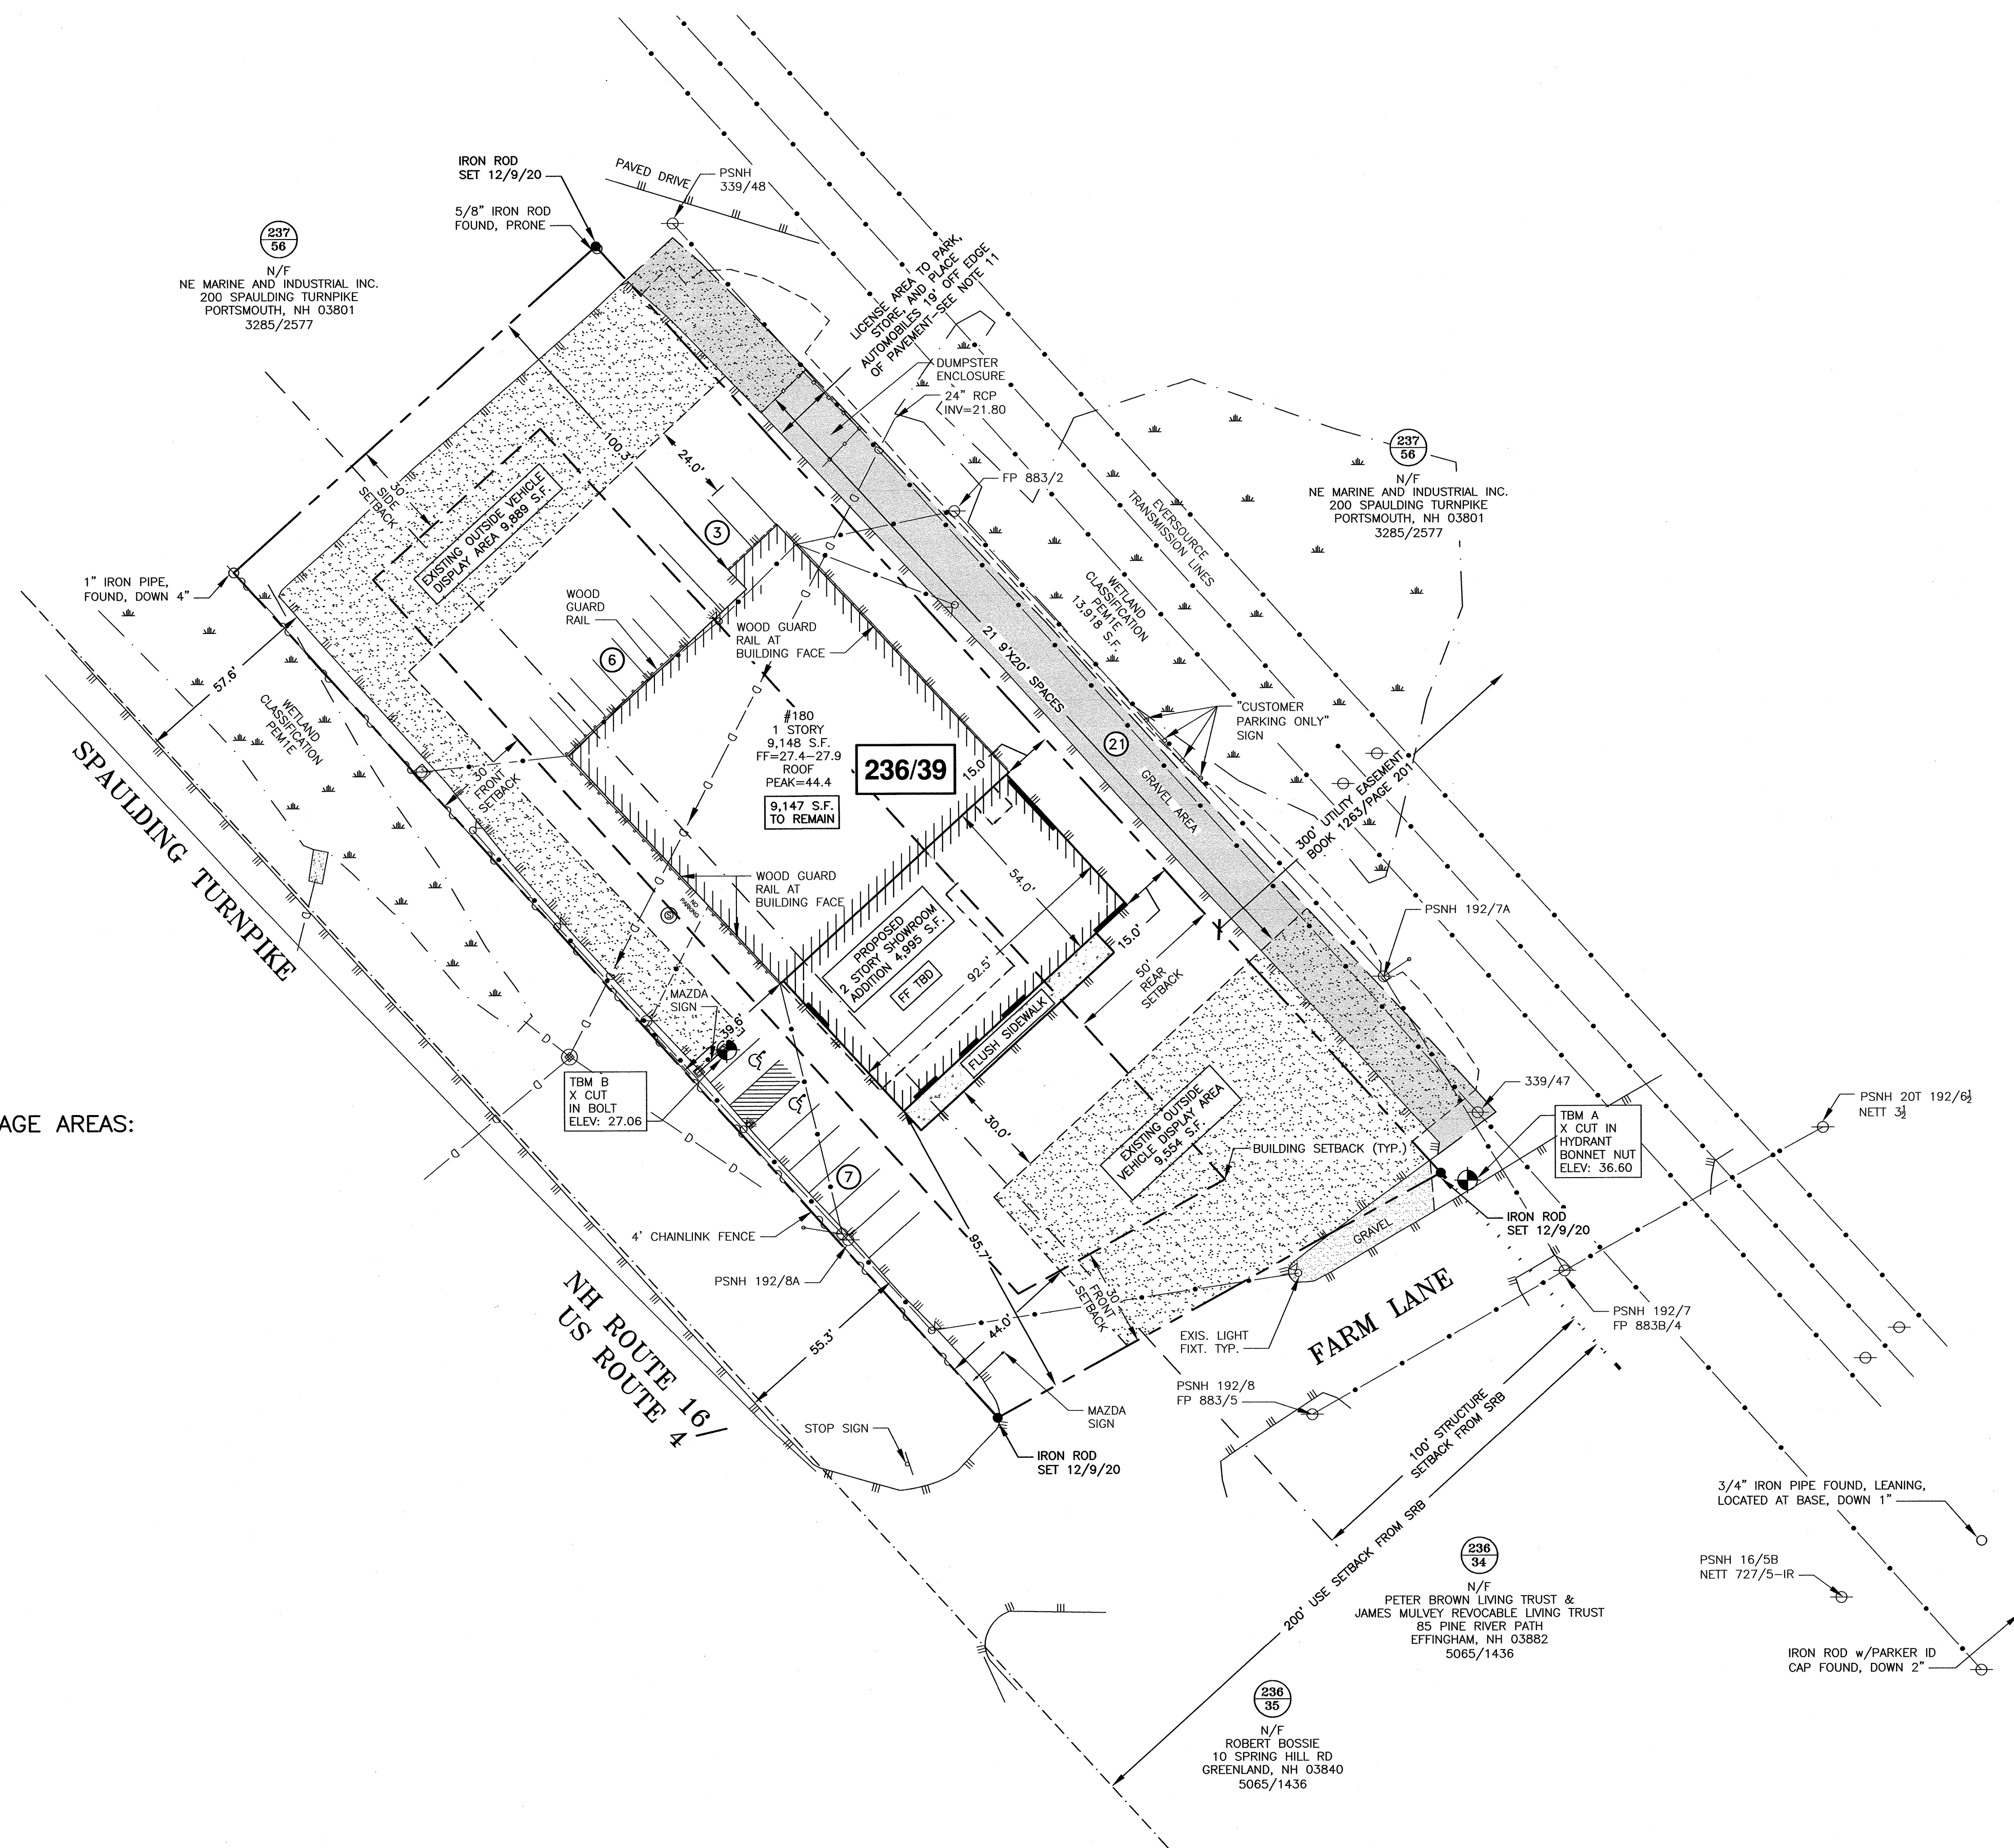 IRON ROD
SET 12/9/20
5/8" IRON ROD
FOUND, PRONE
PAVED DRIVE
PSNH
339/48
237
56
N/F
NE MARINE AND INDUSTRIAL INC.
200 SPAULDING TURNPIKE
PORTSMOUTH, NH 03801
3285/2577
LICENSE AREA TO PARK,
STORE, AND PLACE
AUTOMOBILES 19' OFF EDGE
OF PAVEMENT-SEE NOTE 11
DUMPSTER
ENCLOSURE
24" RCP
INV=21.80
FP 883/2
100.3'
24.0'
30'
SIDE
SETBACK
EXISTING OUTSIDE VEHICLE
DISPLAY AREA 9,889 S.F.
3
237
56
N/F
NE MARINE AND INDUSTRIAL INC.
200 SPAULDING TURNPIKE
PORTSMOUTH, NH 03801
3285/2577
EVERSOURCE
TRANSMISSION LINES
WETLAND
CLASSIFICATION
PEM1E
13,918 S.F.
1" IRON PIPE,
FOUND, DOWN 4"
WOOD
GUARD
RAIL
WOOD GUARD
RAIL AT
BUILDING FACE
6
57.6'
WETLAND
CLASSIFICATION
PEM1E
21 9'X20' SPACES
21
GRAVEL AREA
"CUSTOMER
PARKING ONLY"
SIGN
#180
1 STORY
9,148 S.F.
FF=27.4-27.9
ROOF
PEAK=44.4
9,147 S.F.
TO REMAIN
236/39
15.0'
30'
FRONT
SETBACK
300' UTILITY EASEMENT
BOOK 1263/PAGE 201
SPAULDING TURNPIKE
WOOD GUARD
RAIL AT
BUILDING FACE
NO
PARKING
S
54.0'
PROPOSED
2 STORY SHOWROOM
ADDITION 4,995 S.F.
FF TBD
92.5'
15.0'
50'
REAR
SETBACK
PSNH 192/7A
MAZDA
SIGN
39.6'
FLUSH SIDEWALK
TBM B
X CUT
IN BOLT
ELEV: 27.06
AGE AREAS:
30.0'
EXISTING OUTSIDE
VEHICLE DISPLAY AREA
9,554 S.F.
BUILDING SETBACK (TYP.)
339/47
TBM A
X CUT IN
HYDRANT
BONNET NUT
ELEV: 36.60
PSNH 20T 192/6½
NETT 3½
7
4' CHAINLINK FENCE
PSNH 192/8A
95.7'
GRAVEL
IRON ROD
SET 12/9/20
NH ROUTE 16/
US ROUTE 4
55.3'
44.0'
30'
FRONT
SETBACK
EXIS. LIGHT
FIXT. TYP.
FARM LANE
PSNH 192/7
FP 883B/4
PSNH 192/8
FP 883/5
STOP SIGN
MAZDA
SIGN
IRON ROD
SET 12/9/20
100' STRUCTURE
SETBACK FROM SRB
200' USE SETBACK FROM SRB
3/4" IRON PIPE FOUND, LEANING,
LOCATED AT BASE, DOWN 1"
PSNH 16/5B
NETT 727/5-IR
236
34
N/F
PETER BROWN LIVING TRUST &
JAMES MULVEY REVOCABLE LIVING TRUST
85 PINE RIVER PATH
EFFINGHAM, NH 03882
5065/1436
IRON ROD w/PARKER ID
CAP FOUND, DOWN 2"
236
35
N/F
ROBERT BOSSIE
10 SPRING HILL RD
GREENLAND, NH 03840
5065/1436